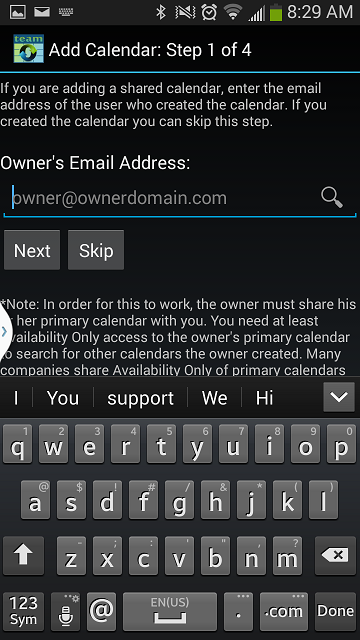 8:29 AM
team
Add Calendar: Step 1 of 4
If you are adding a shared calendar, enter the email
address of the user who created the calendar. If you
created the calendar you can skip this step.
Owner's Email Address:
owner@ownerdomain.com
Next Skip
*Note: In order for this to work, the owner must share his
her primary calendar with you. You need at least
vailability Only access to the owner's primary calendar
search for other calendars the owner created. Many
companies share Availability Only of primary calendars
I You support We Hi
1 2 3 4 5 6 7 8 9 0
q w e r t y u i o p
@ $ ! # / & * ( )
a s d f g h j k l
- ; : ' " , ?
z x c v b n m
123
Sym
@
EN(US)
.
.com
Done